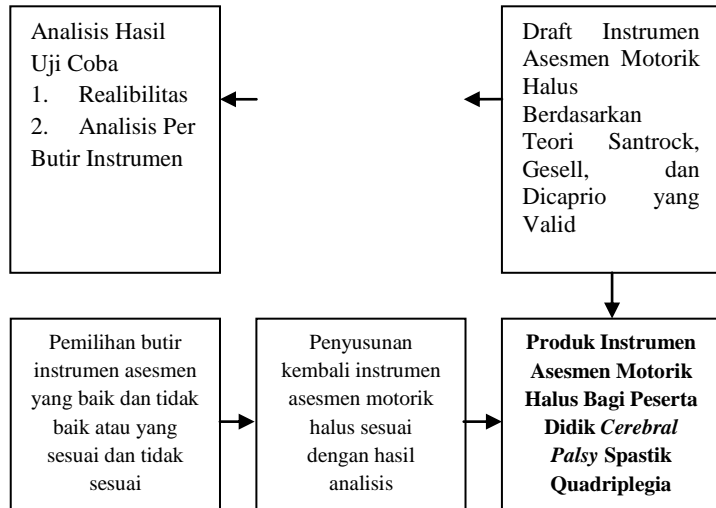 Analisis Hasil
Uji Coba
1. Realibilitas
2. Analisis Per
Butir Instrumen
Draft Instrumen
Asesmen Motorik
Halus
Berdasarkan
Teori Santrock,
Gesell, dan
Dicaprio yang
Valid
Pemilihan butir
instrumen asesmen
yang baik dan tidak
baik atau yang
sesuai dan tidak
sesuai
Penyusunan
kembali instrumen
asesmen motorik
halus sesuai
dengan hasil
analisis
Produk Instrumen
Asesmen Motorik
Halus Bagi Peserta
Didik Cerebral
Palsy Spastik
Quadriplegia